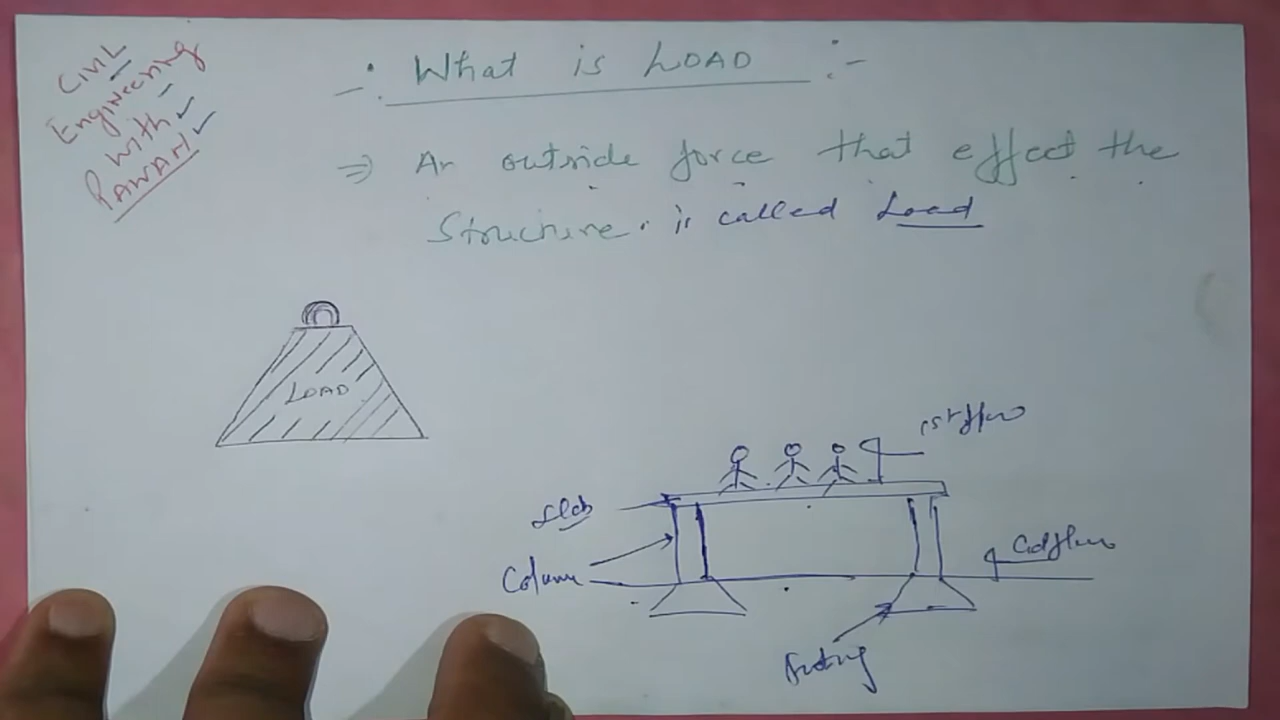 CIVIL
Engineering
with
PAWAN
What is LOAD
⇒ An outside force that effect the
Structure. is called Load
LOAD
1st floor
Slab
Column
Gd floor
Footing